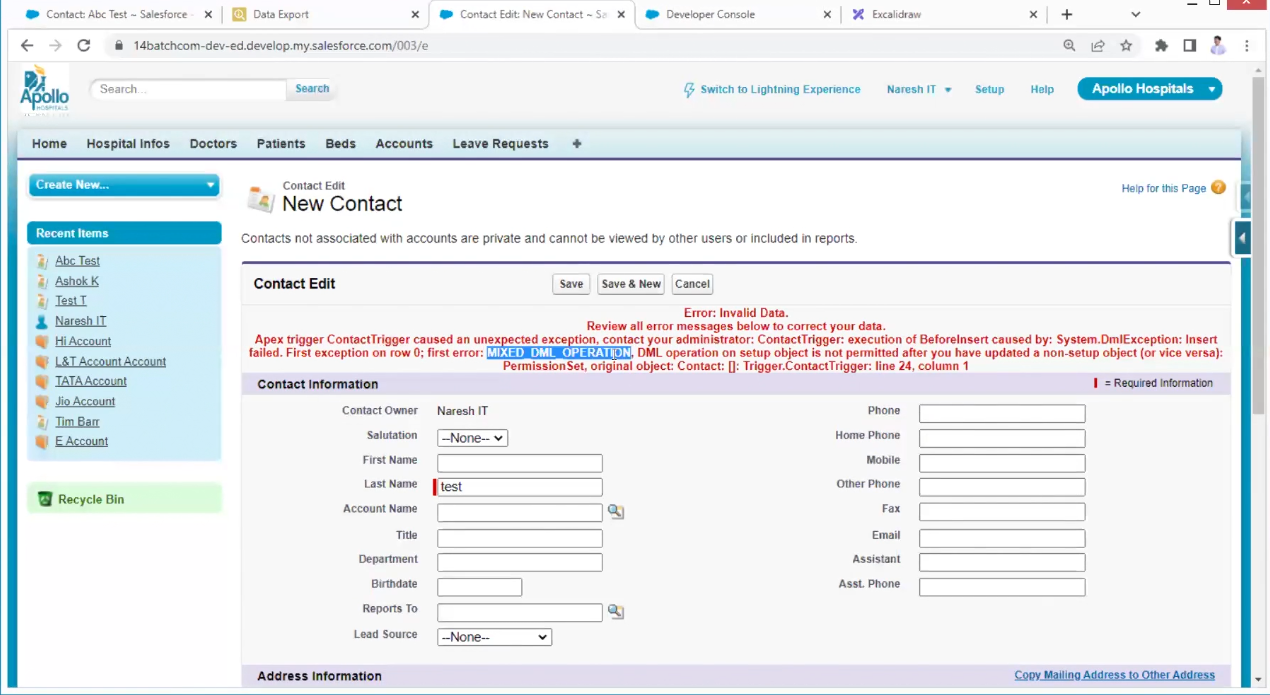 Contact: Abc Test ~ Salesforce -
Data Export
Contact Edit: New Contact ~ Sa
Developer Console
Excalidraw
14batchcom-dev-ed.develop.my.salesforce.com/003/e
Apollo
HOSPITALS
Search...
Search
Switch to Lightning Experience
Naresh IT
Setup
Help
Apollo Hospitals
Home
Hospital Infos
Doctors
Patients
Beds
Accounts
Leave Requests
Create New...
Recent Items
Abc Test
Ashok K
Test T
Naresh IT
Hi Account
L&T Account Account
TATA Account
Jio Account
Tim Barr
E Account
Recycle Bin
Contact Edit
New Contact
Help for this Page
Contacts not associated with accounts are private and cannot be viewed by other users or included in reports.
Contact Edit
Save
Save & New
Cancel
Error: Invalid Data.
Review all error messages below to correct your data.
Apex trigger ContactTrigger caused an unexpected exception, contact your administrator: ContactTrigger: execution of BeforeInsert caused by: System.DmlException: Insert
failed. First exception on row 0; first error: MIXED_DML_OPERATION, DML operation on setup object is not permitted after you have updated a non-setup object (or vice versa):
PermissionSet, original object: Contact: []: Trigger.ContactTrigger: line 24, column 1
Contact Information
= Required Information
Contact Owner
Naresh IT
Salutation
--None--
First Name
Last Name
test
Account Name
Title
Department
Birthdate
Reports To
Lead Source
--None--
Phone
Home Phone
Mobile
Other Phone
Fax
Email
Assistant
Asst. Phone
Address Information
Copy Mailing Address to Other Address